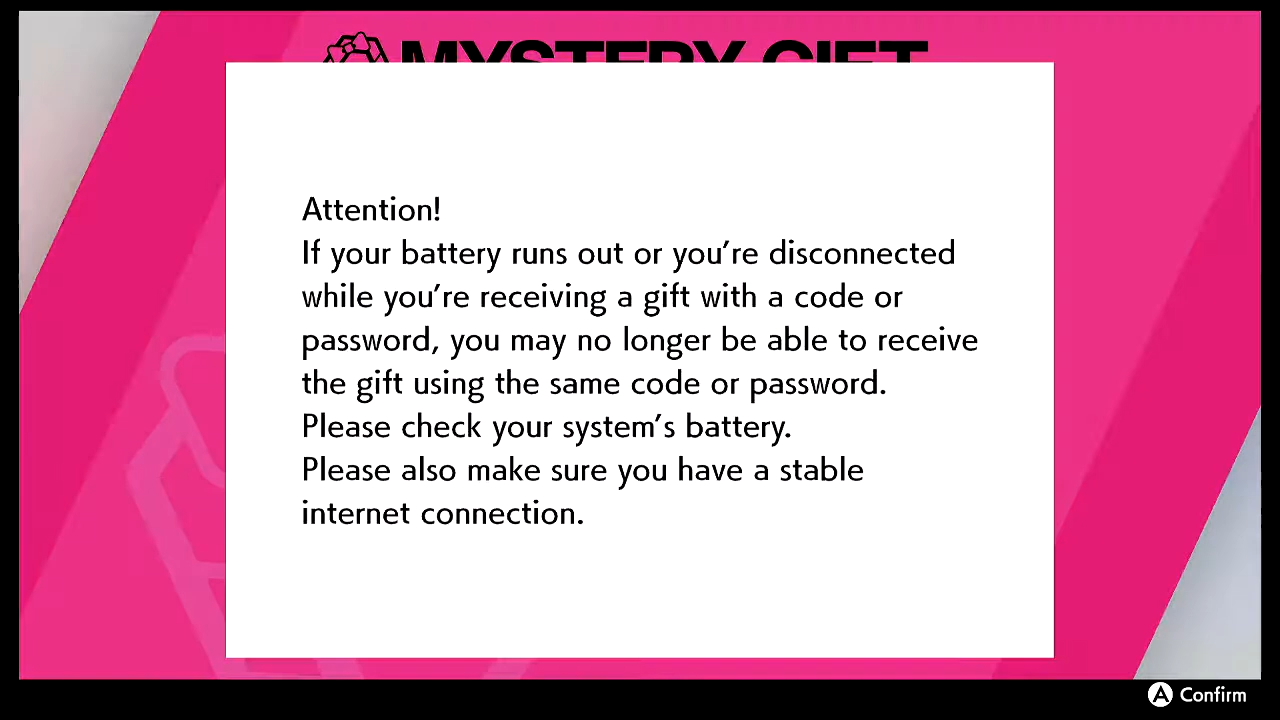 MYSTERY GIFT
Attention!
If your battery runs out or you’re disconnected
while you’re receiving a gift with a code or
password, you may no longer be able to receive
the gift using the same code or password.
Please check your system’s battery.
Please also make sure you have a stable
internet connection.
A Confirm